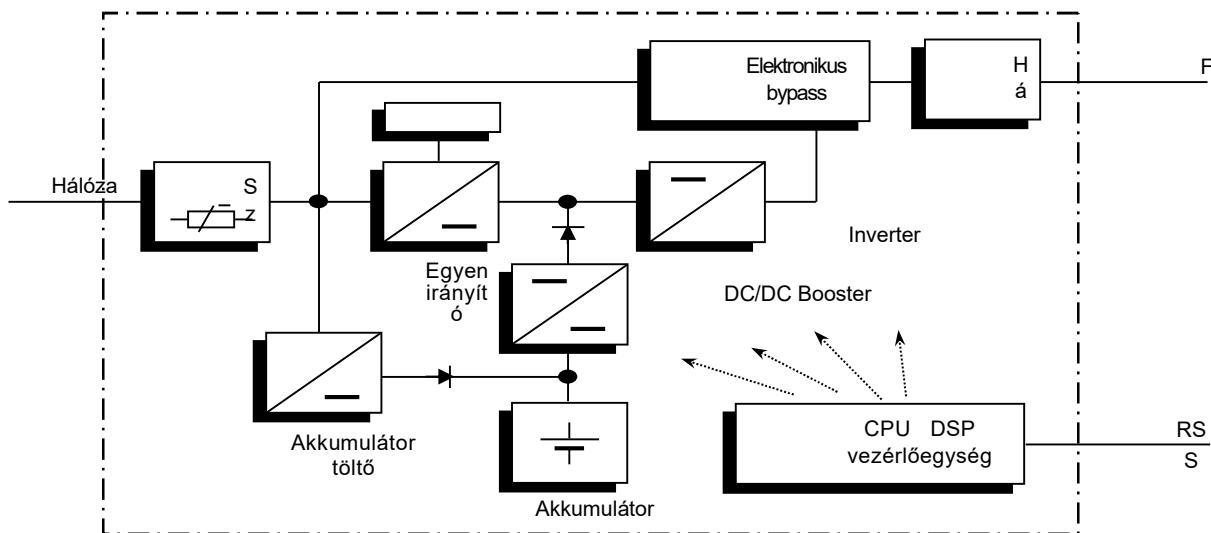 Elektronikus
bypass
H
á
F
Hálóza
S
z
Egyen
irányít
ó
Inverter
DC/DC Booster
Akkumulátor
töltő
CPU DSP
vezérlőegység
RS
S
Akkumulátor